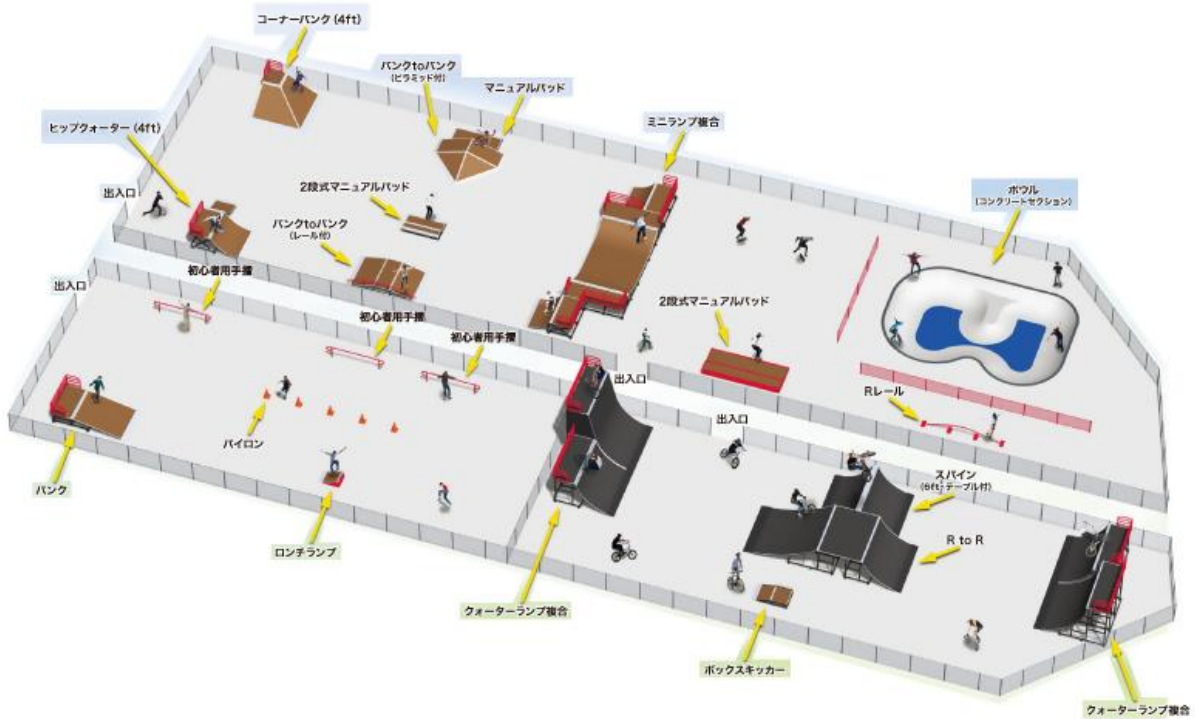 コーナーバンク(4ft)
バンクtoバンク
(ピラミッド付)
マニュアルパッド
ヒップクォーター(4ft)
ミニランプ複合
出入口
2段式マニュアルパッド
ボウル
(コンクリートセクション)
バンクtoバンク
(レール付)
初心者用手摺
出入口
2段式マニュアルパッド
初心者用手摺
初心者用手摺
出入口
Rレール
出入口
パイロン
スパイン
(6ft・テーブル付)
バンク
R to R
ロンチランプ
クォーターランプ複合
ボックスキッカー
クォーターランプ複合